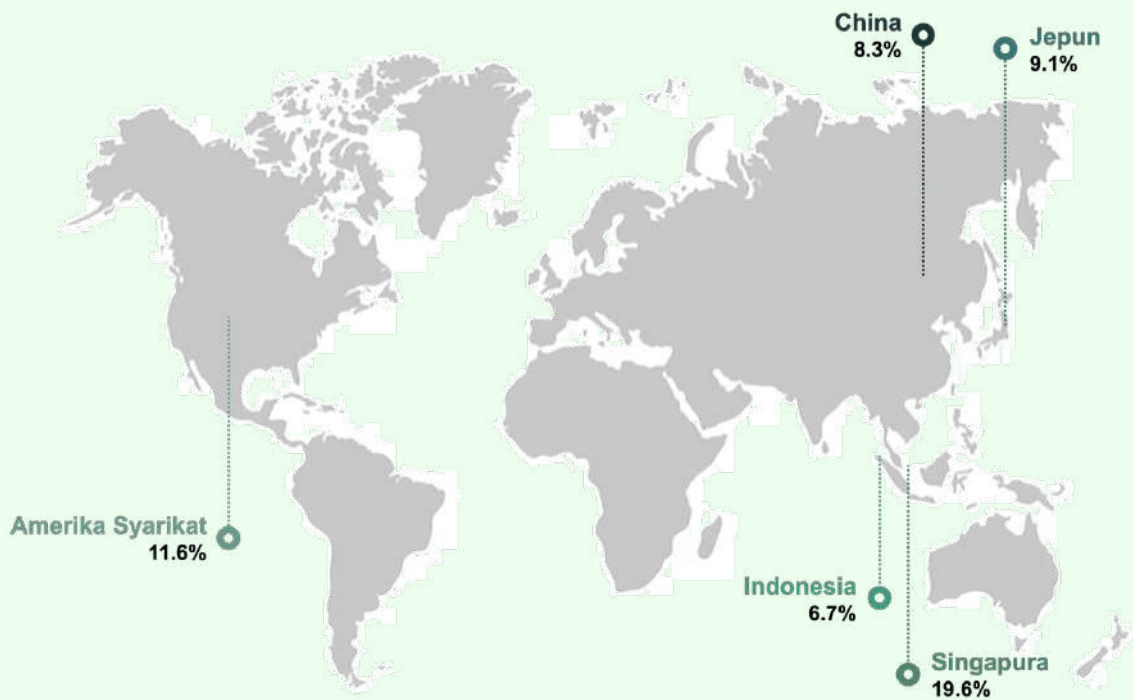 China
8.3%
Jepun
9.1%
Amerika Syarikat
11.6%
Indonesia
6.7%
Singapura
19.6%